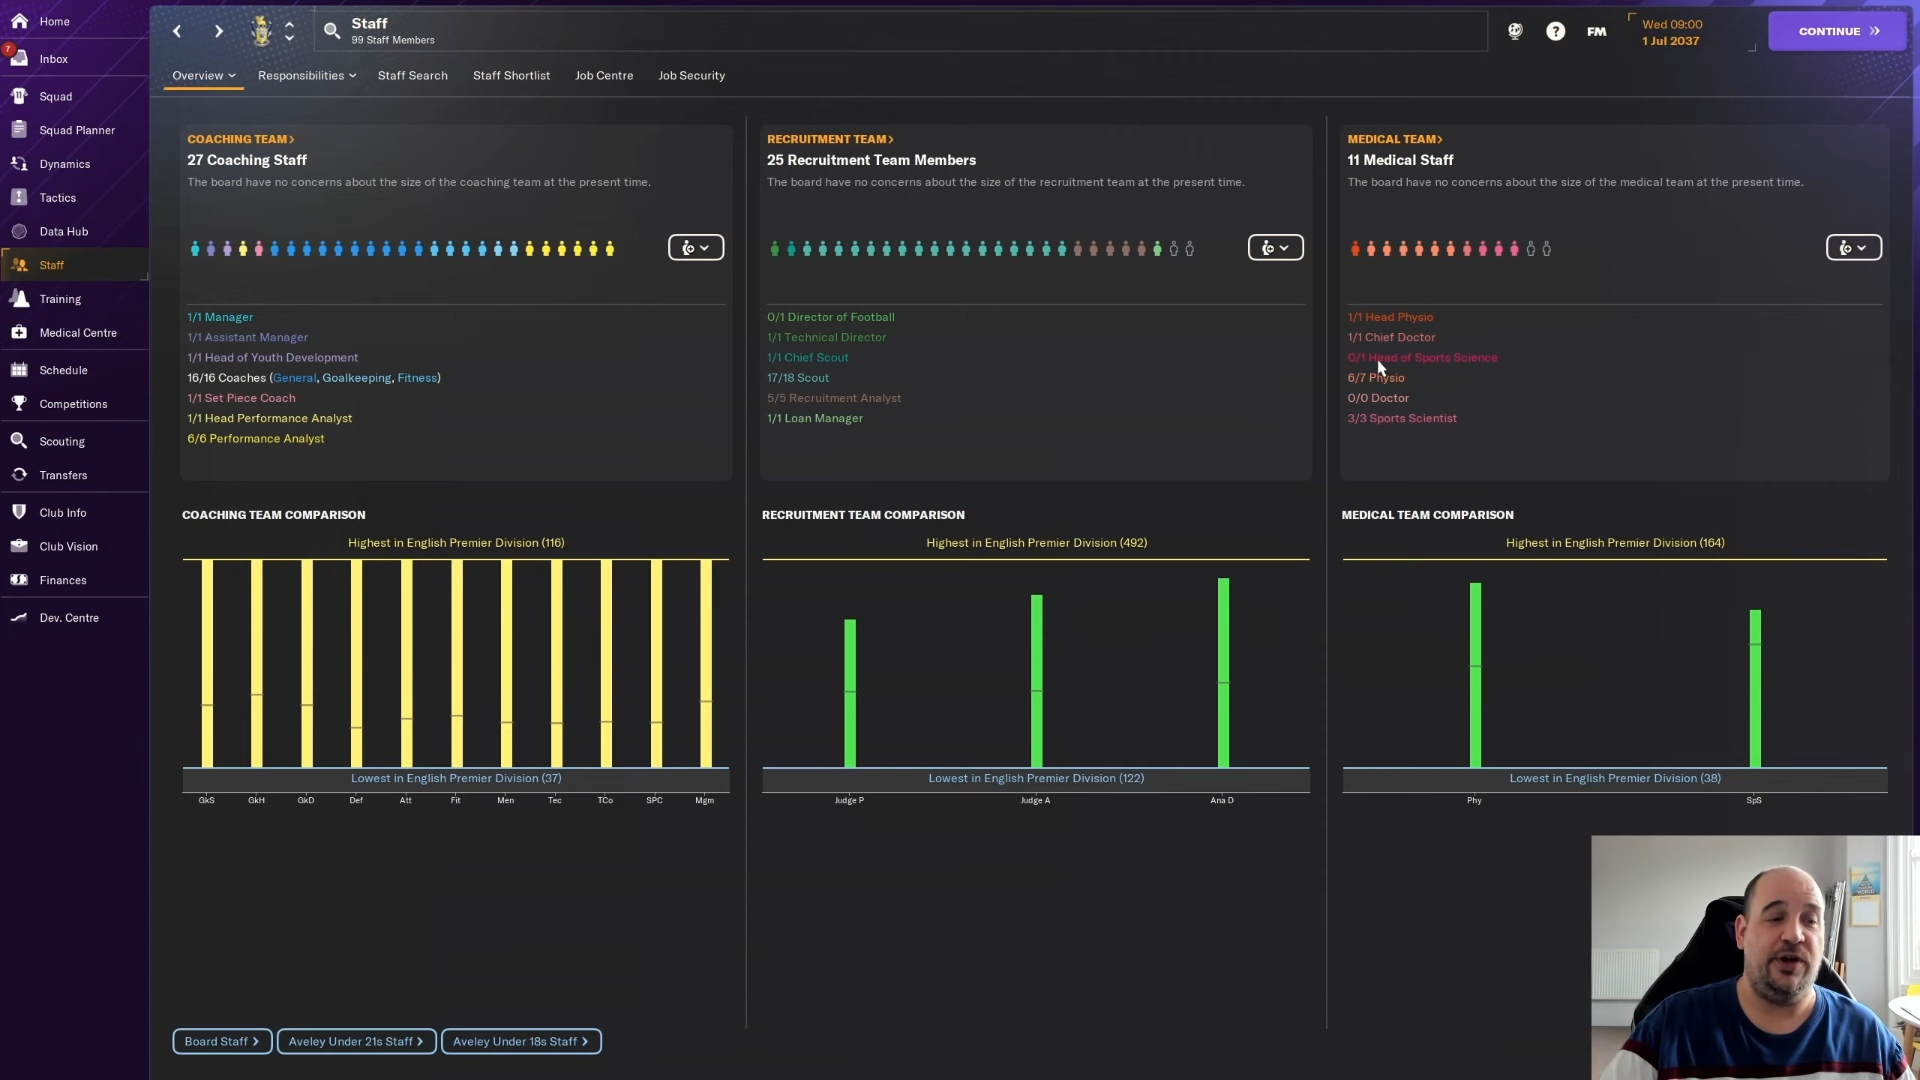 Home
7
Inbox
Squad
Squad Planner
Dynamics
Tactics
Data Hub
Staff
Training
Medical Centre
Schedule
Competitions
Scouting
Transfers
Club Info
Club Vision
Finances
Dev. Centre
Staff
99 Staff Members
?
FM
Wed 09:00
1 Jul 2037
CONTINUE
Overview
Responsibilities
Staff Search
Staff Shortlist
Job Centre
Job Security
COACHING TEAM>
27 Coaching Staff
The board have no concerns about the size of the coaching team at the present time.
1/1 Manager
1/1 Assistant Manager
1/1 Head of Youth Development
16/16 Coaches (General, Goalkeeping, Fitness)
1/1 Set Piece Coach
1/1 Head Performance Analyst
6/6 Performance Analyst
RECRUITMENT TEAM>
25 Recruitment Team Members
The board have no concerns about the size of the recruitment team at the present time.
0/1 Director of Football
1/1 Technical Director
1/1 Chief Scout
17/18 Scout
5/5 Recruitment Analyst
1/1 Loan Manager
MEDICAL TEAM>
11 Medical Staff
The board have no concerns about the size of the medical team at the present time.
1/1 Head Physio
1/1 Chief Doctor
0/1 Head of Sports Science
6/7 Physio
0/0 Doctor
3/3 Sports Scientist
COACHING TEAM COMPARISON
Highest in English Premier Division (116)
Lowest in English Premier Division (37)
GkS GkH GkD Def Att Fit Men Tec TCo SPC Mgm
RECRUITMENT TEAM COMPARISON
Highest in English Premier Division (492)
Lowest in English Premier Division (122)
Judge P Judge A Ana D
MEDICAL TEAM COMPARISON
Highest in English Premier Division (164)
Lowest in English Premier Division (38)
Phy SpS
Board Staff >
Aveley Under 21s Staff >
Aveley Under 18s Staff >